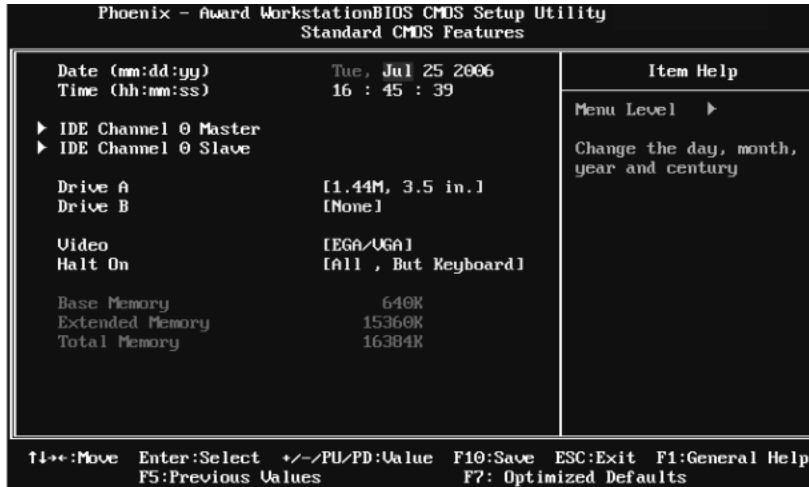 Phoenix - Award WorkstationBIOS CMOS Setup Utility
Standard CMOS Features
Date (mm:dd:yy) Tue, Jul 25 2006
Time (hh:mm:ss) 16 : 45 : 39
▶ IDE Channel 0 Master
▶ IDE Channel 0 Slave
Drive A [1.44M, 3.5 in.]
Drive B [None]
Video [EGA/VGA]
Halt On [All , But Keyboard]
Base Memory 640K
Extended Memory 15360K
Total Memory 16384K
Item Help
Menu Level ▶
Change the day, month,
year and century
↑↓→←:Move Enter:Select +/-/PU/PD:Value F10:Save ESC:Exit F1:General Help
F5:Previous Values F7: Optimized Defaults